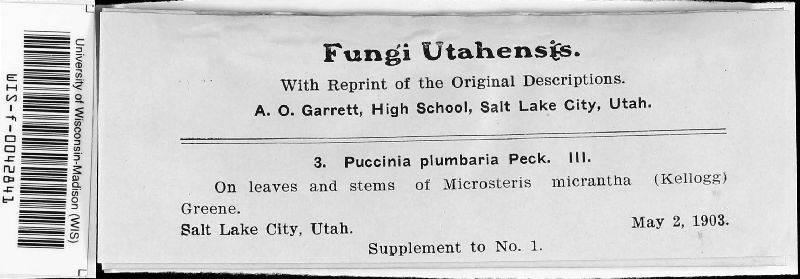 Fungi Utahensis.
With Reprint of the Original Descriptions.
A. O. Garrett, High School, Salt Lake City, Utah.
3. Puccinia plumbaria Peck. III.
On leaves and stems of Microsteris micrantha (Kellogg)
Greene.
Salt Lake City, Utah. May 2, 1903.
Supplement to No. 1.
University of Wisconsin-Madison (WIS)
WIS-f-0042841